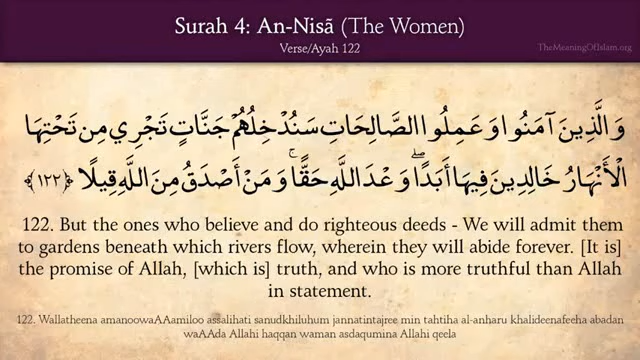 Surah 4: An-Nisã (The Women)
Verse/Ayah 122
TheMeaningOfIslam.org
وَالَّذِينَ آمَنُوا وَعَمِلُوا الصَّالِحَاتِ سَنُدْخِلُهُمْ جَنَّاتٍ تَجْرِي مِن تَحْتِهَا
الْأَنْهَارُ خَالِدِينَ فِيهَا أَبَدًا ۖ وَعْدَ اللَّهِ حَقًّا ۚ وَمَنْ أَصْدَقُ مِنَ اللَّهِ قِيلًا ﴿١٢٢﴾
122. But the ones who believe and do righteous deeds - We will admit them
to gardens beneath which rivers flow, wherein they will abide forever. [It is]
the promise of Allah, [which is] truth, and who is more truthful than Allah
in statement.
122. Wallatheena amanoowaAAamiloo assalihati sanudkhiluhum jannatintajree min tahtiha al-anharu khalideenafeeha abadan
waAAda Allahi haqqan waman asdaqumina Allahi qeela